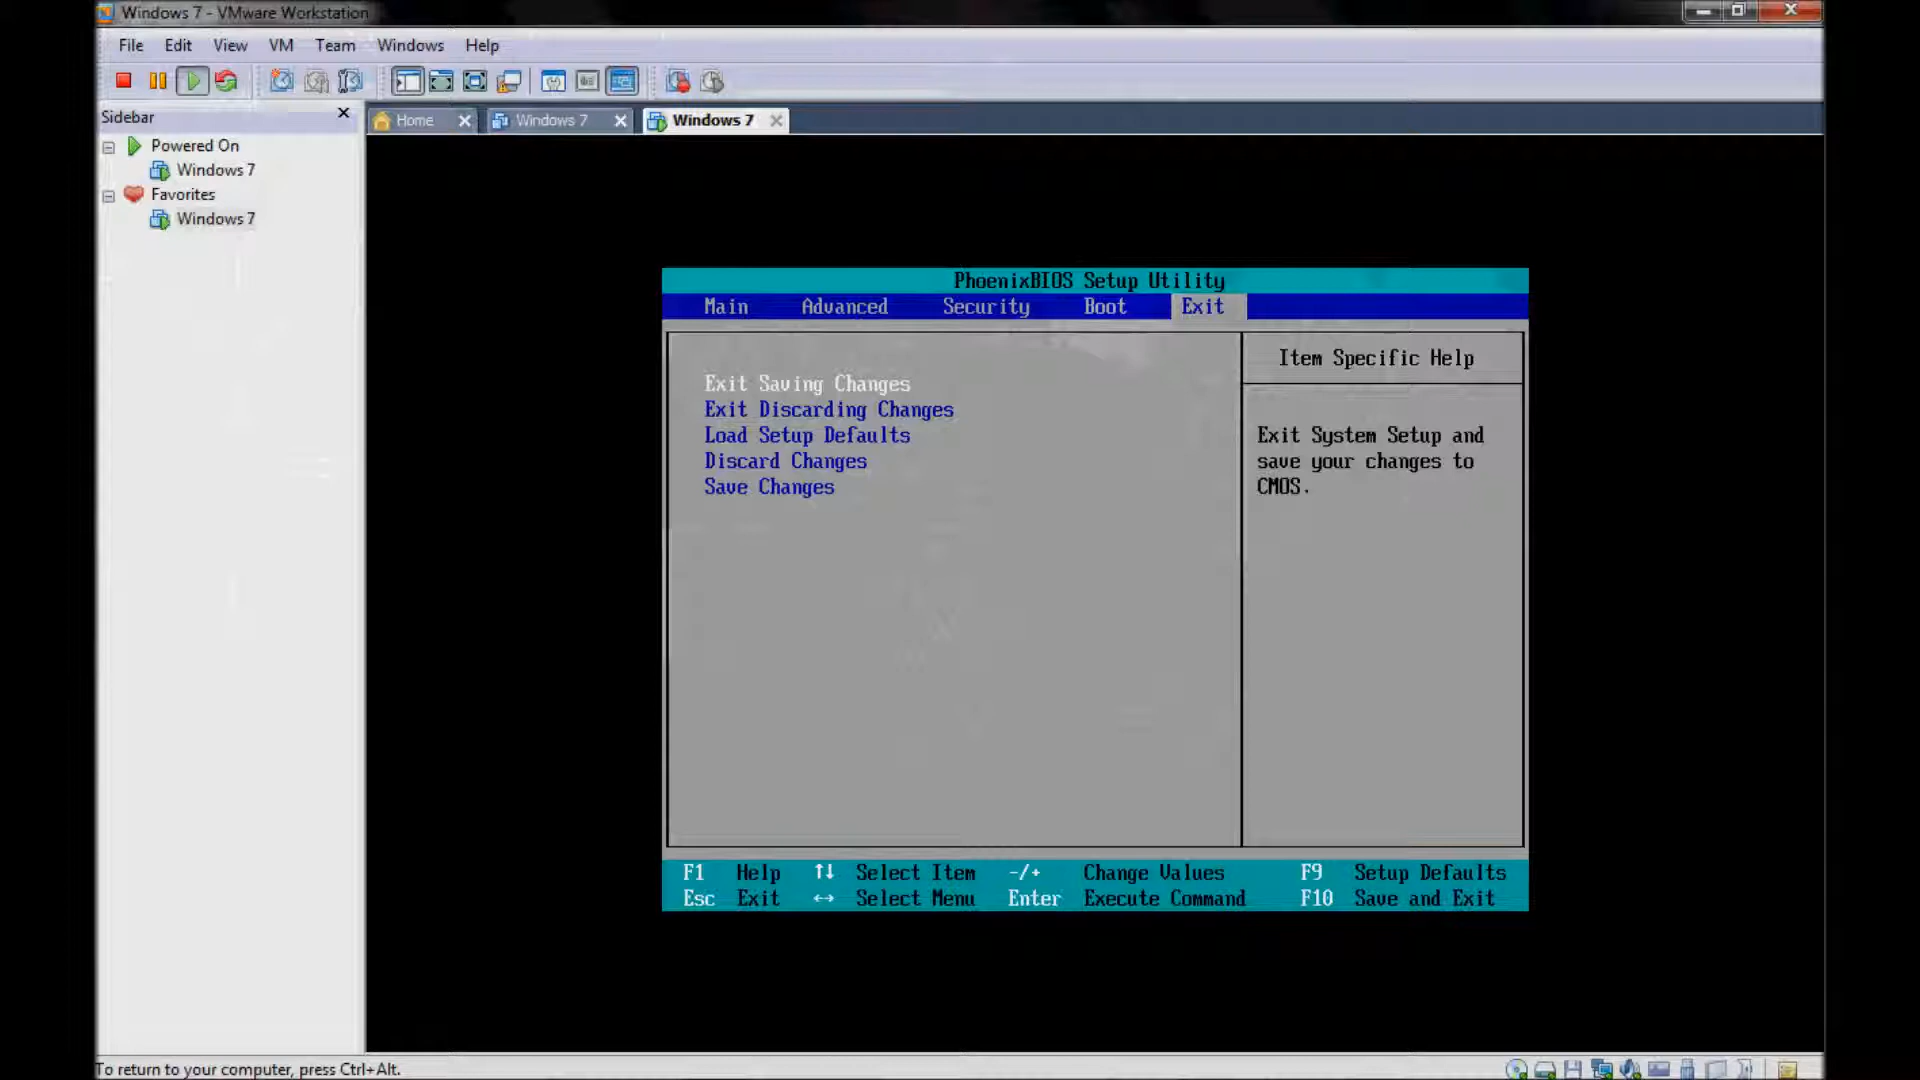 Windows 7 - VMware Workstation
File Edit View VM Team Windows Help
Sidebar
Powered On
Windows 7
Favorites
Windows 7
Home Windows 7 Windows 7
PhoenixBIOS Setup Utility
Main Advanced Security Boot Exit
Exit Saving Changes
Exit Discarding Changes
Load Setup Defaults
Discard Changes
Save Changes
Item Specific Help
Exit System Setup and
save your changes to
CMOS.
F1 Help ↑↓ Select Item -/+ Change Values F9 Setup Defaults
Esc Exit ↔ Select Menu Enter Execute Command F10 Save and Exit
To return to your computer, press Ctrl+Alt.